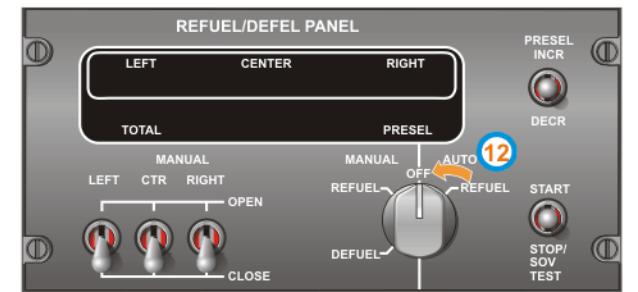 REFUEL/DEFEL PANEL
PRESEL
INCR
LEFT CENTER RIGHT
DECR
TOTAL PRESEL
MANUAL
LEFT CTR RIGHT
OPEN
CLOSE
MANUAL AUTO
12
OFF
REFUEL REFUEL
DEFUEL
START
STOP/
SOV
TEST